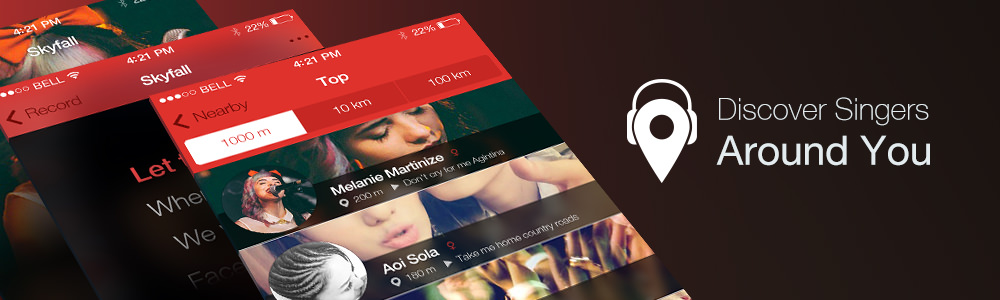 4:21 PM
22%
Skyfall
BELL
4:21 PM
22%
Record
Skyfall
Let
We
BELL
4:21 PM
22%
Nearby
Top
1000 m
10 km
100 km
Melanie Martinize
200 m
Don't cry for me Agintina
Aoi Sola
180 m
Take me home country roads
Discover Singers
Around You